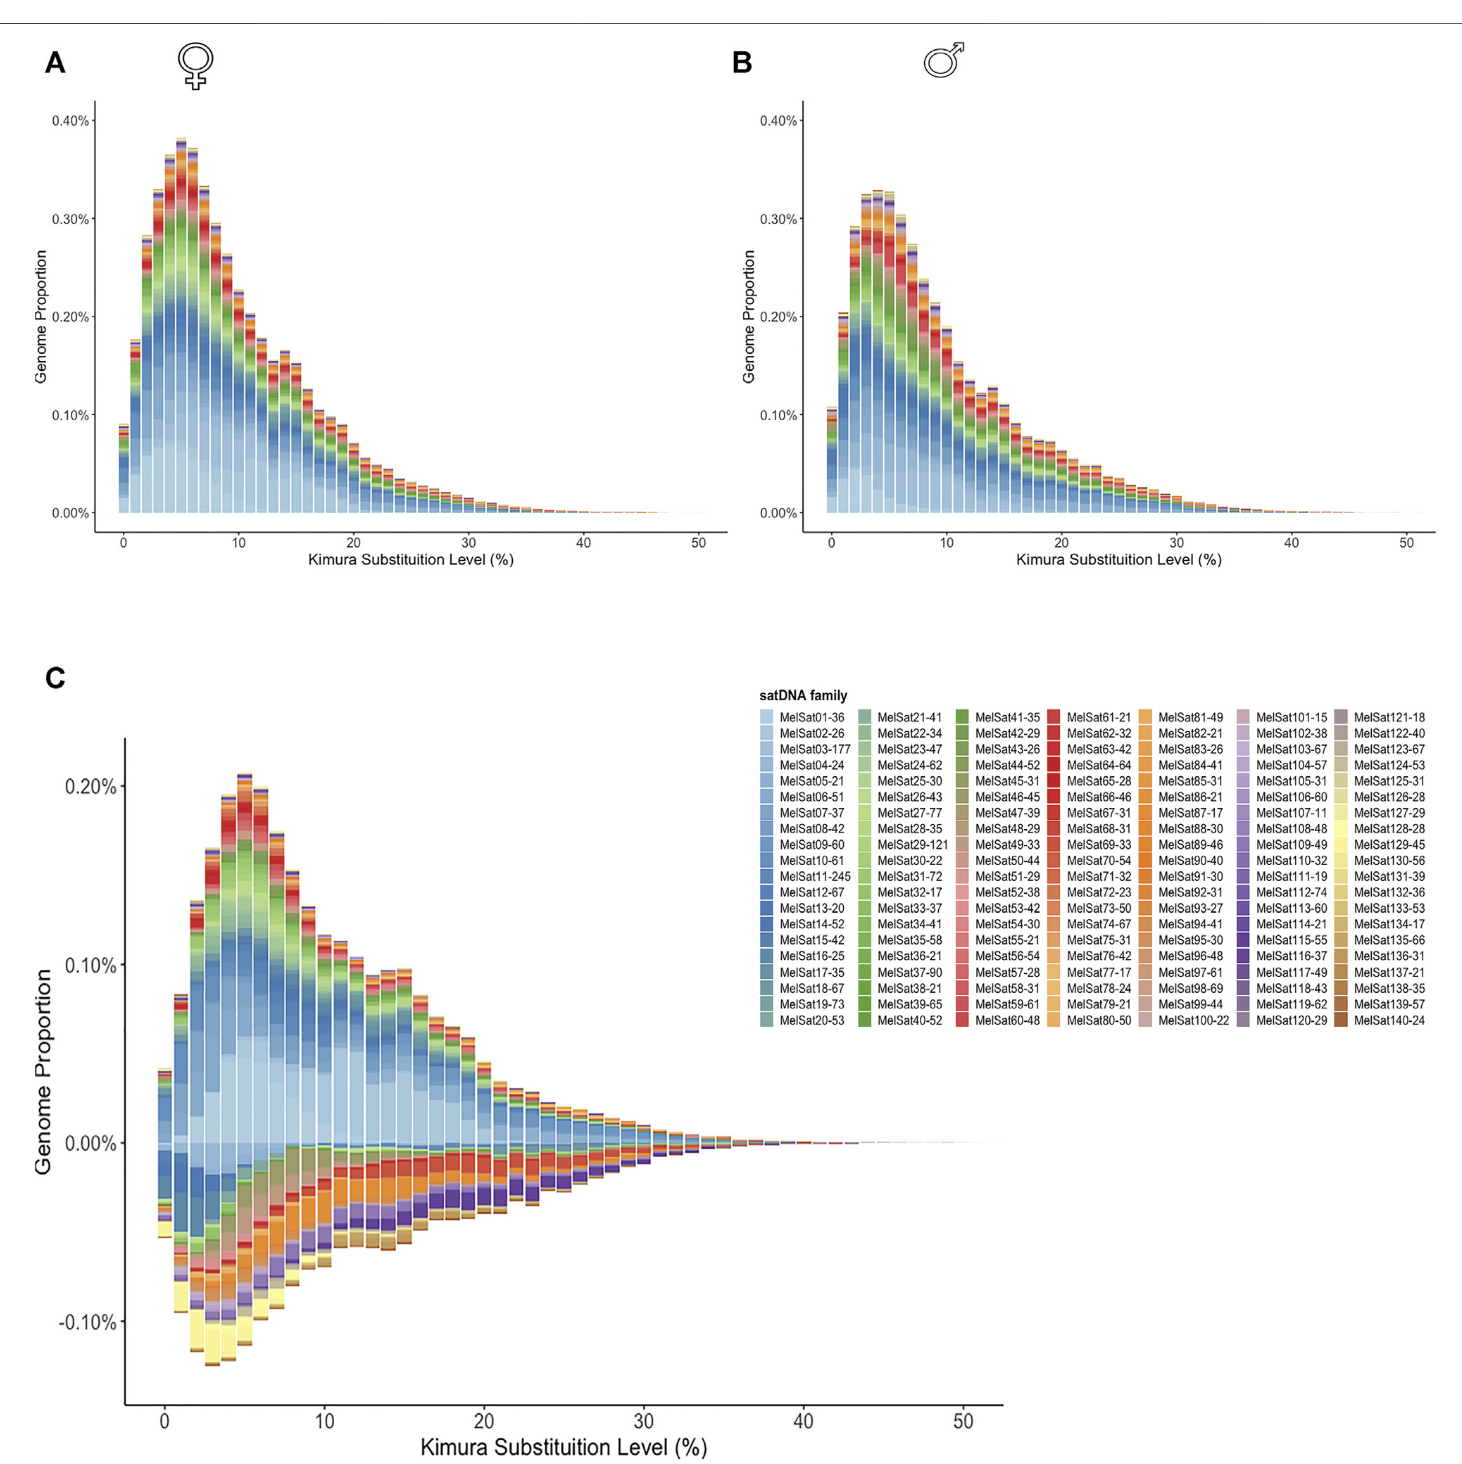 A
B
0.40%
0.30%
0.20%
0.10%
0.00%
Genome Proportion
0 10 20 30 40 50
Kimura Substituition Level (%)
0.40%
0.30%
0.20%
0.10%
0.00%
Genome Proportion
0 10 20 30 40 50
Kimura Substituition Level (%)
C
0.20%
0.10%
0.00%
-0.10%
Genome Proportion
0 10 20 30 40 50
Kimura Substituition Level (%)
satDNA family
MelSat01-36 MelSat21-41 MelSat41-35 MelSat61-21 MelSat81-49 MelSat101-15 MelSat121-18
MelSat02-26 MelSat22-34 MelSat42-29 MelSat62-32 MelSat82-21 MelSat102-38 MelSat122-40
MelSat03-177 MelSat23-47 MelSat43-26 MelSat63-42 MelSat83-26 MelSat103-67 MelSat123-67
MelSat04-24 MelSat24-62 MelSat44-52 MelSat64-64 MelSat84-41 MelSat104-57 MelSat124-53
MelSat05-21 MelSat25-30 MelSat45-31 MelSat65-28 MelSat85-31 MelSat105-31 MelSat125-31
MelSat06-51 MelSat26-43 MelSat46-45 MelSat66-46 MelSat86-21 MelSat106-60 MelSat126-28
MelSat07-37 MelSat27-77 MelSat47-39 MelSat67-31 MelSat87-17 MelSat107-11 MelSat127-29
MelSat08-42 MelSat28-35 MelSat48-29 MelSat68-31 MelSat88-30 MelSat108-48 MelSat128-28
MelSat09-60 MelSat29-121 MelSat49-33 MelSat69-33 MelSat89-46 MelSat109-49 MelSat129-45
MelSat10-61 MelSat30-22 MelSat50-44 MelSat70-54 MelSat90-40 MelSat110-32 MelSat130-56
MelSat11-245 MelSat31-72 MelSat51-29 MelSat71-32 MelSat91-30 MelSat111-19 MelSat131-39
MelSat12-67 MelSat32-17 MelSat52-38 MelSat72-23 MelSat92-31 MelSat112-74 MelSat132-36
MelSat13-20 MelSat33-37 MelSat53-42 MelSat73-50 MelSat93-27 MelSat113-60 MelSat133-53
MelSat14-52 MelSat34-41 MelSat54-30 MelSat74-67 MelSat94-41 MelSat114-21 MelSat134-17
MelSat15-42 MelSat35-58 MelSat55-21 MelSat75-31 MelSat95-30 MelSat115-55 MelSat135-66
MelSat16-25 MelSat36-21 MelSat56-54 MelSat76-42 MelSat96-48 MelSat116-37 MelSat136-31
MelSat17-35 MelSat37-90 MelSat57-28 MelSat77-17 MelSat97-61 MelSat117-49 MelSat137-21
MelSat18-67 MelSat38-21 MelSat58-31 MelSat78-24 MelSat98-69 MelSat118-43 MelSat138-35
MelSat19-73 MelSat39-65 MelSat59-61 MelSat79-21 MelSat99-44 MelSat119-62 MelSat139-57
MelSat20-53 MelSat40-52 MelSat60-48 MelSat80-50 MelSat100-22 MelSat120-29 MelSat140-24